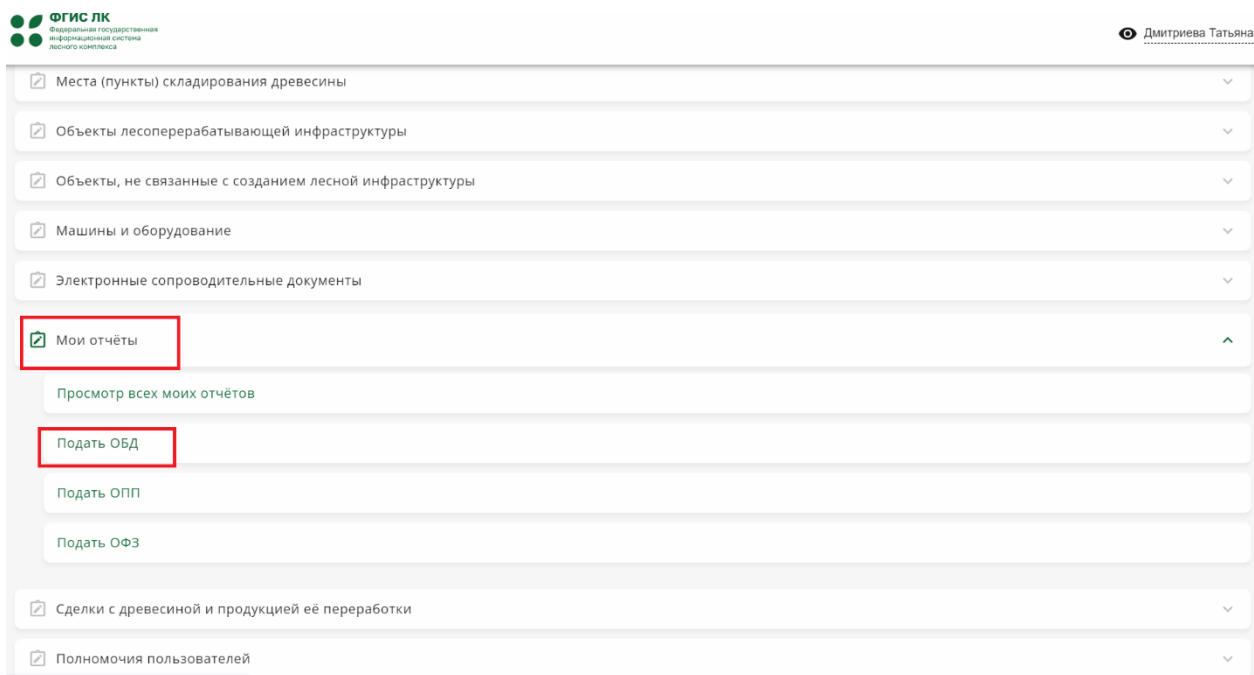 ФГИС ЛК
Федеральная государственная
информационная система
лесного комплекса
Дмитриева Татьяна
Места (пункты) складирования древесины
Объекты лесоперерабатывающей инфраструктуры
Объекты, не связанные с созданием лесной инфраструктуры
Машины и оборудование
Электронные сопроводительные документы
Мои отчёты
Просмотр всех моих отчётов
Подать ОБД
Подать ОПП
Подать ОФЗ
Сделки с древесиной и продукцией её переработки
Полномочия пользователей